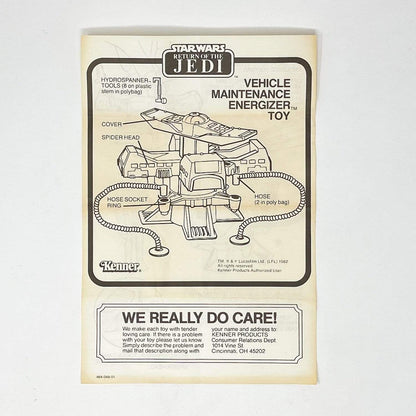 STAR WARS
RETURN OF THE
JEDI
VEHICLE
MAINTENANCE
ENERGIZER™
TOY
HYDROSPANNER
TOOLS (8 on plastic
stem in polybag)
COVER
SPIDER HEAD
HOSE SOCKET
RING
HOSE
(2 in poly bag)
Kenner®
TM, ® & © Lucasfilm Ltd. (LFL) 1982
All rights reserved.
Kenner Products Authorized User
WE REALLY DO CARE!
We make each toy with tender
loving care. If there is a problem
with your toy please let us know.
Simply describe the problem and
mail that description along with
your name and address to
KENNER PRODUCTS
Consumer Relations Dept.
1014 Vine St.
Cincinnati, OH 45202